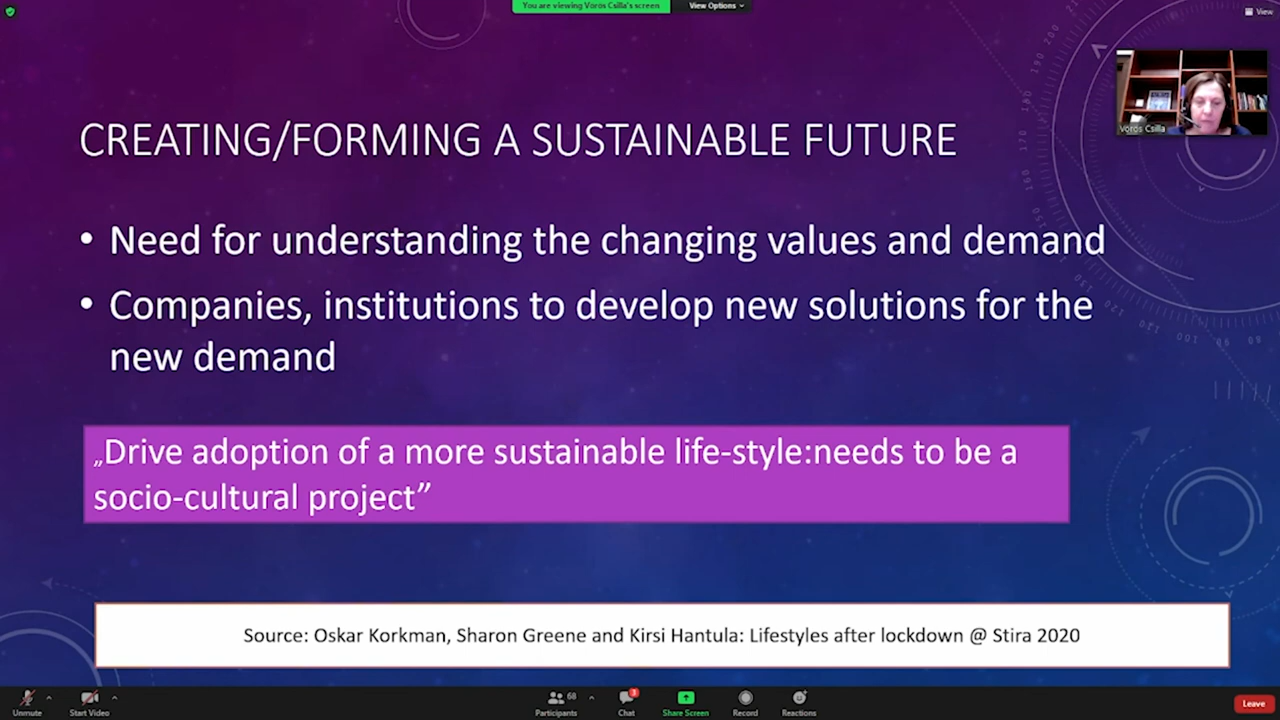 You are viewing Voros Csilla's screen
View Options
View
Voros Csilla
CREATING/FORMING A SUSTAINABLE FUTURE
• Need for understanding the changing values and demand
• Companies, institutions to develop new solutions for the
new demand
„Drive adoption of a more sustainable life-style:needs to be a
socio-cultural project”
Source: Oskar Korkman, Sharon Greene and Kirsi Hantula: Lifestyles after lockdown @ Stira 2020
Unmute
Start Video
68
Participants
3
Chat
Share Screen
Record
Reactions
Leave